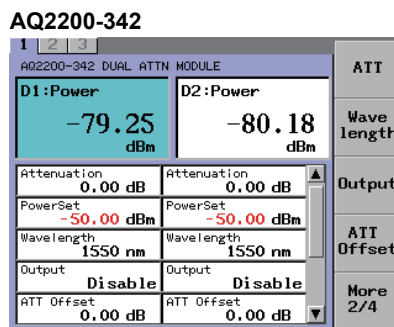 AQ2200-342
1 2 3
AQ2200-342 DUAL ATTN MODULE
D1:Power D2:Power
-79.25 -80.18
dBm dBm
Attenuation Attenuation
0.00 dB 0.00 dB
PowerSet PowerSet
-50.00 dBm -50.00 dBm
Wavelength Wavelength
1550 nm 1550 nm
Output Output
Disable Disable
ATT Offset ATT Offset
0.00 dB 0.00 dB
ATT
Wave
length
Output
ATT
Offset
More
2/4